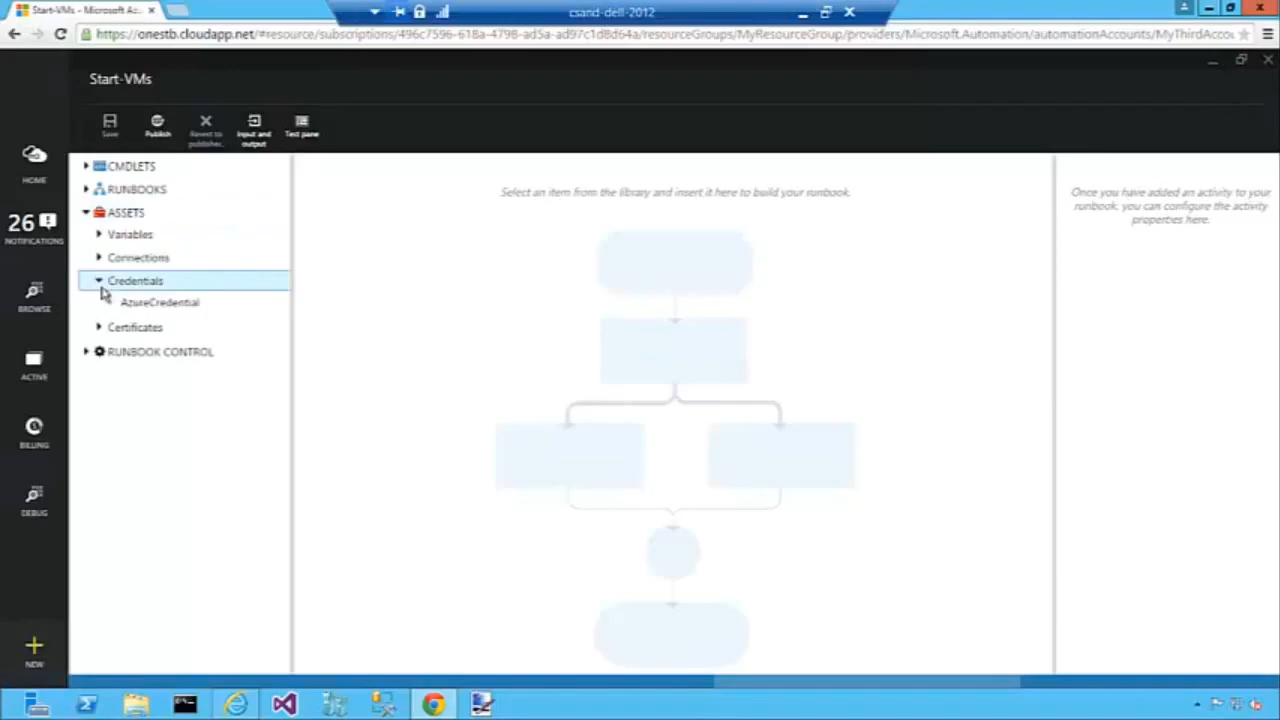 Start-VMs - Microsoft Az...
csand-dell-2012
https://onestb.cloudapp.net/#resource/subscriptions/496c7596-618a-4798-ad5a-ad97c1d8d64a/resourceGroups/MyResourceGroup/providers/Microsoft.Automation/automationAccounts/MyThirdAccou
Start-VMs
Save
Publish
Revert to
publishe...
Input and
output
Test pane
HOME
26
NOTIFICATIONS
BROWSE
ACTIVE
BILLING
DEBUG
NEW
CMDLETS
RUNBOOKS
ASSETS
Variables
Connections
Credentials
AzureCredential
Certificates
RUNBOOK CONTROL
Select an item from the library and insert it here to build your runbook.
Once you have added an activity to your
runbook, you can configure the activity
properties here.